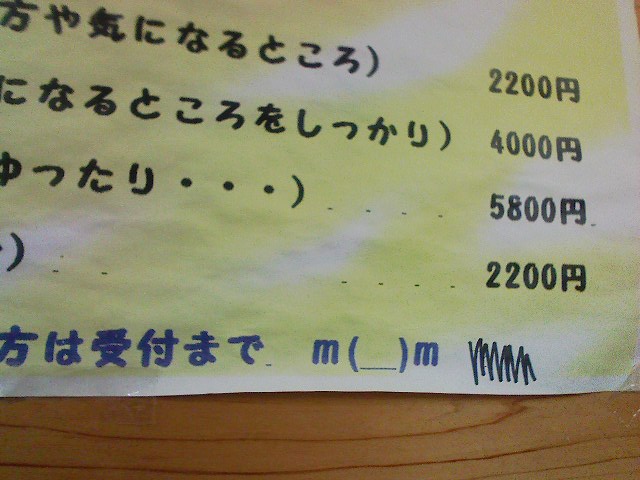 方や気になるところ)
2200円
になるところをしっかり)
4000円
ゆったり・・・)
5800円
)
2200円
方は受付まで m(__)m